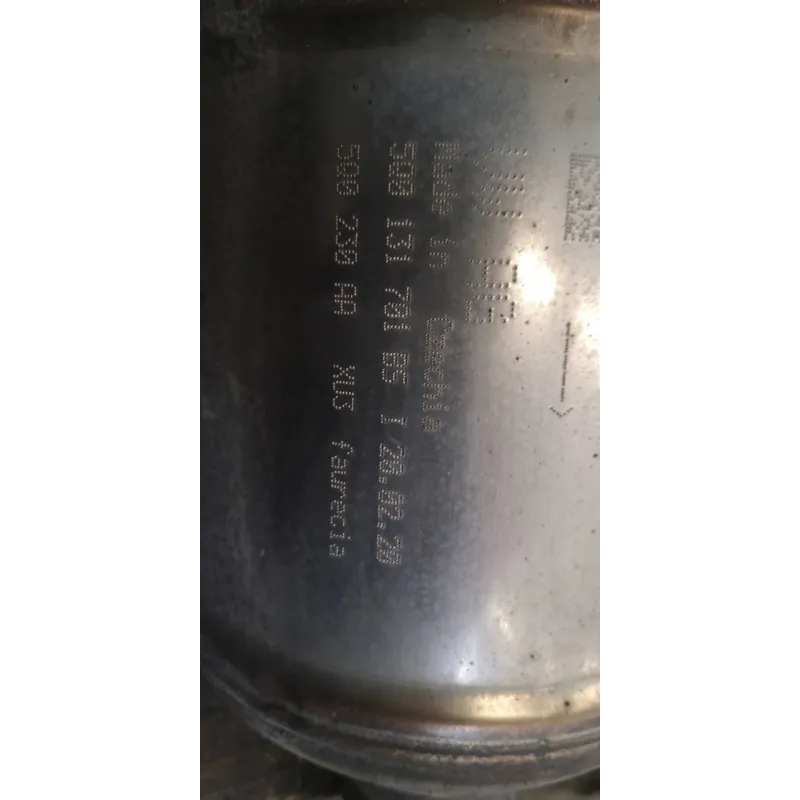 Made in Czechia
5Q0 131 701 BS I/20.02.20
5Q0 230 AA XU3 faurecia